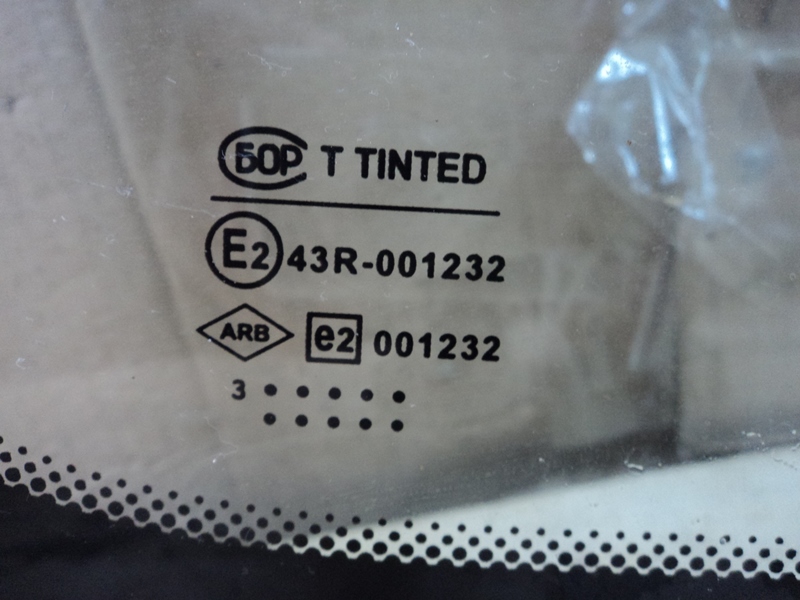 БОР T TINTED
E2 43R-001232
ARB e2 001232
3